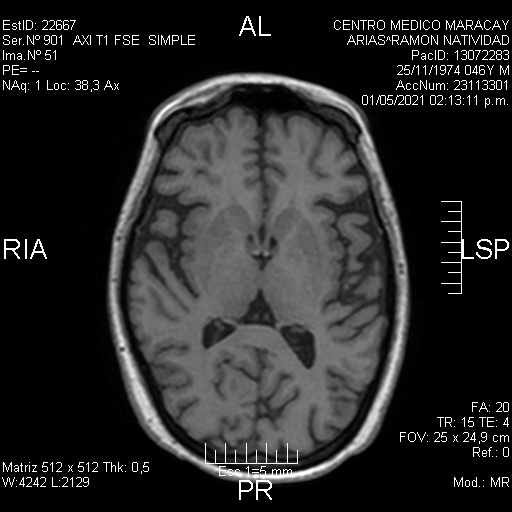 EstID: 22667
Ser.Nº 901 AXI T1 FSE SIMPLE
Ima.Nº 51
PE= --
NAq: 1 Loc: 38,3 Ax
AL
CENTRO MEDICO MARACAY
ARIAS^RAMON NATIVIDAD
PacID: 13072283
25/11/1974 046Y M
AccNum: 23113301
01/05/2021 02:13:11 p.m.
RIA
LSP
FA: 20
TR: 15 TE: 4
FOV: 25 x 24,9 cm
Ref.: 0
Matriz 512 x 512 Thk: 0,5
W:4242 L:2129
Esc 1=5 mm
PR
Mod.: MR